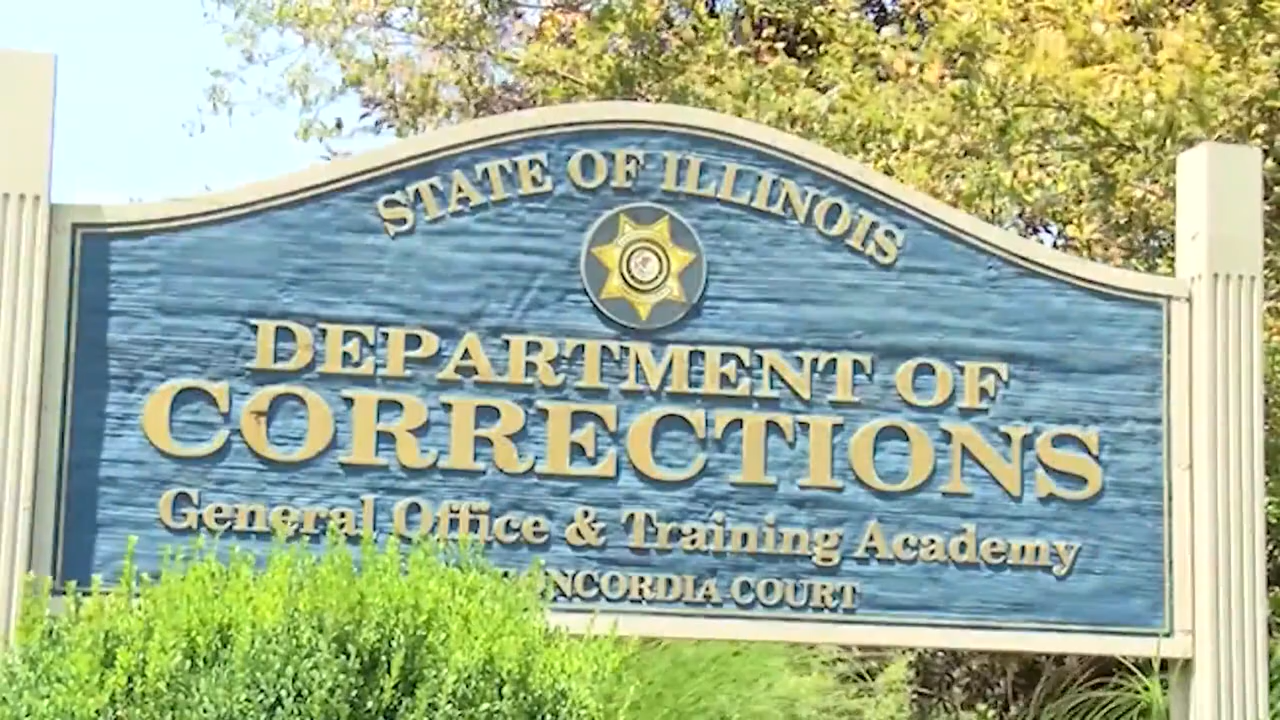 STATE OF ILLINOIS
DEPARTMENT OF
CORRECTIONS
General Office & Training Academy
COURT